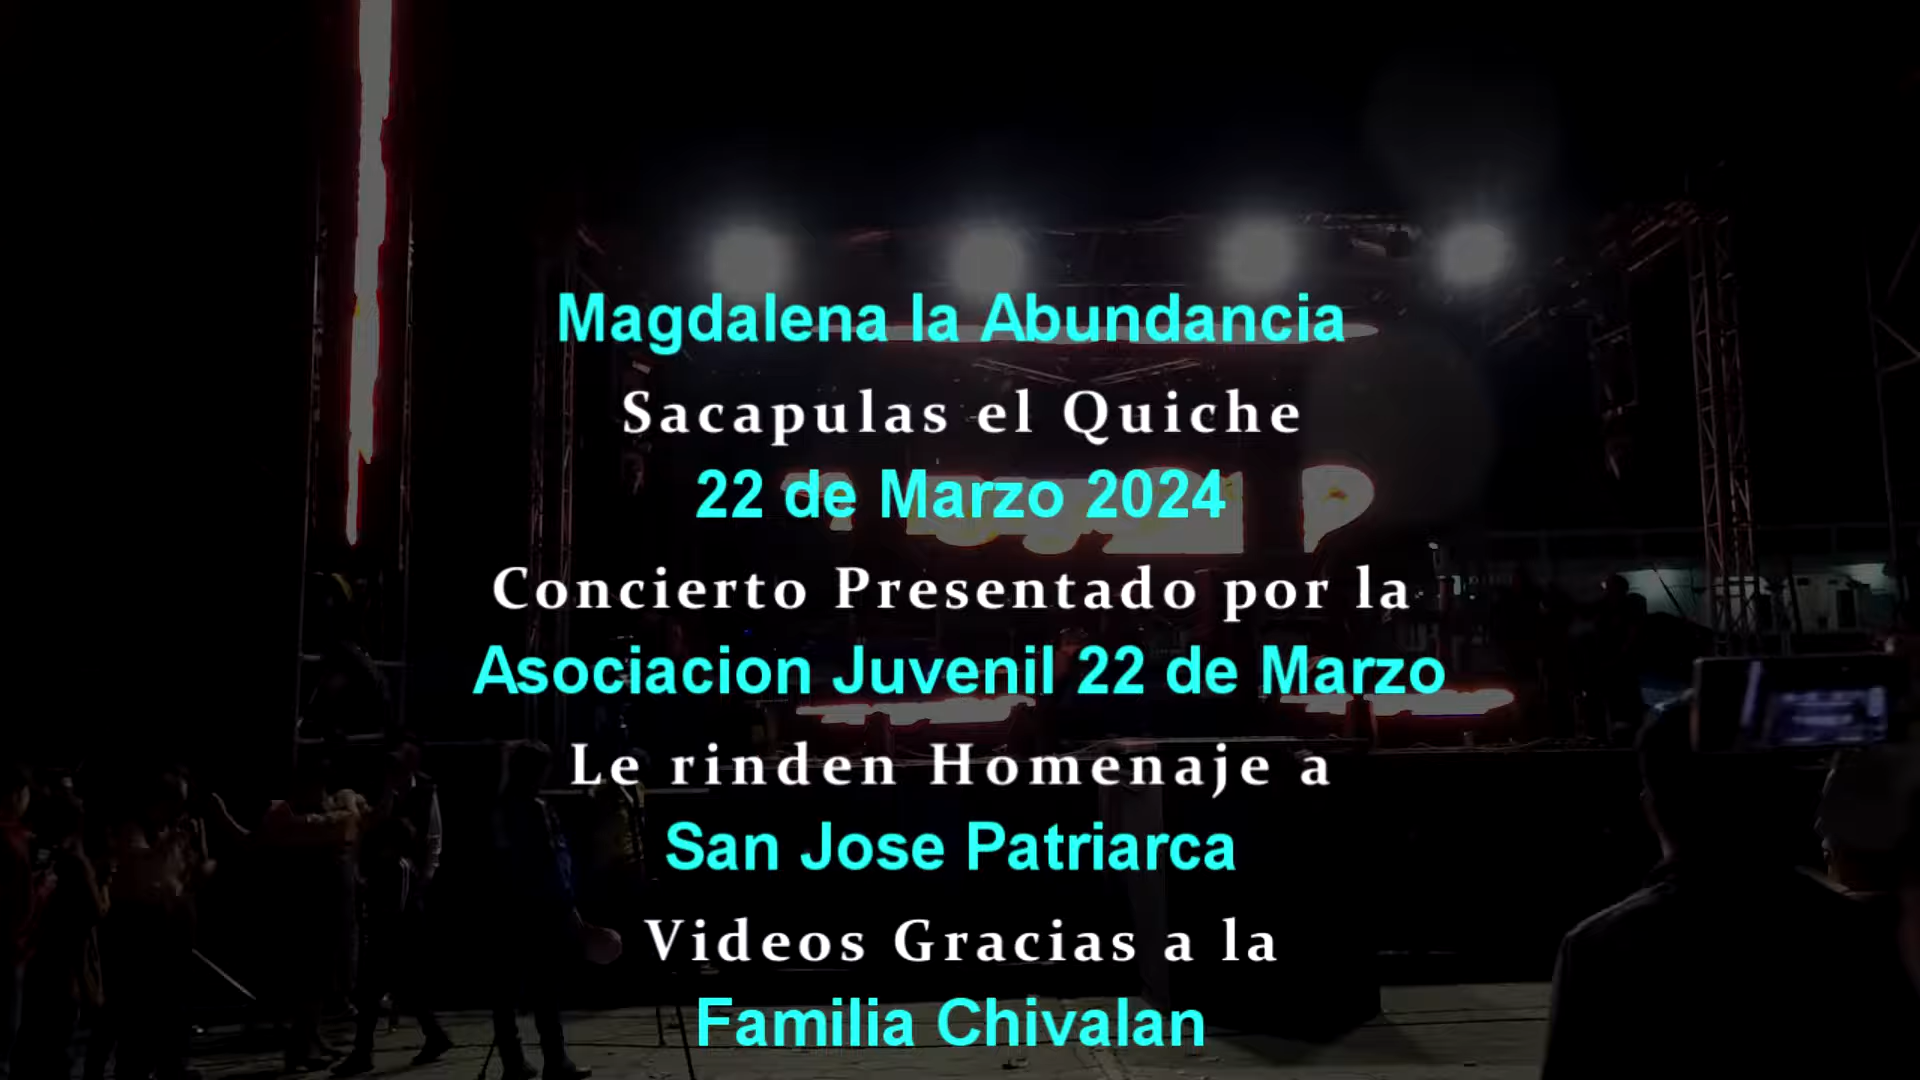 Magdalena la Abundancia
Sacapulas el Quiche
22 de Marzo 2024
Concierto Presentado por la
Asociacion Juvenil 22 de Marzo
Le rinden Homenaje a
San Jose Patriarca
Videos Gracias a la
Familia Chivalan